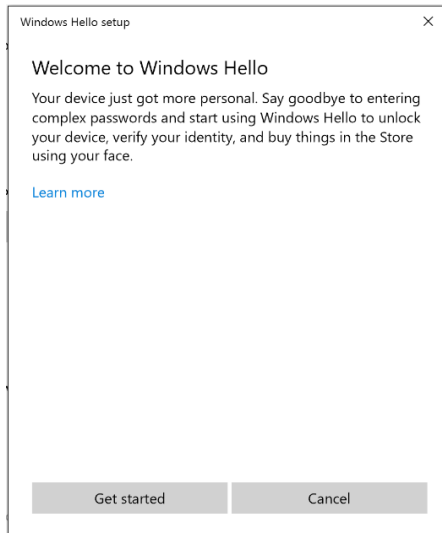 Windows Hello setup
Welcome to Windows Hello
Your device just got more personal. Say goodbye to entering
complex passwords and start using Windows Hello to unlock
your device, verify your identity, and buy things in the Store
using your face.
Learn more
Get started
Cancel